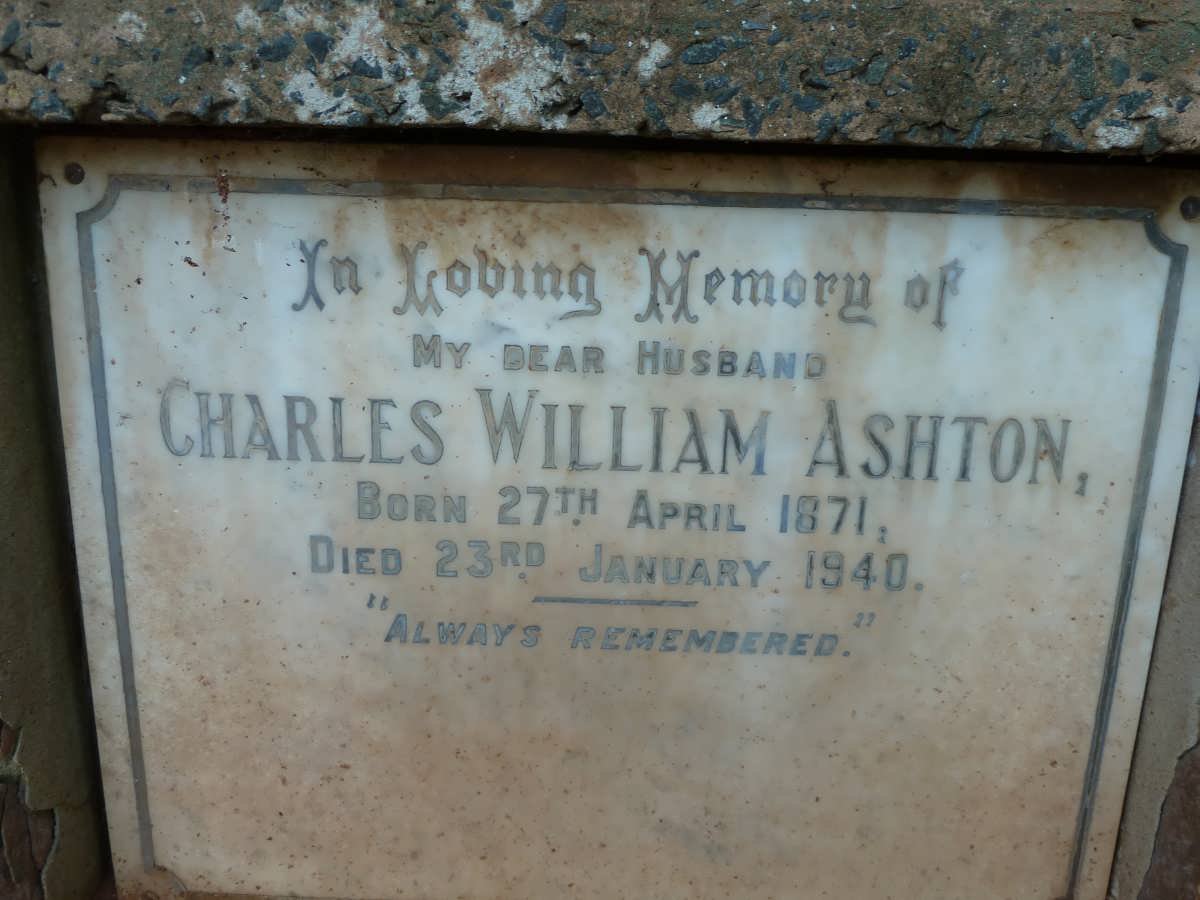 In Loving Memory of
My dear Husband
Charles William Ashton,
Born 27th. April 1871,
Died 23rd. January 1940.
"Always remembered."